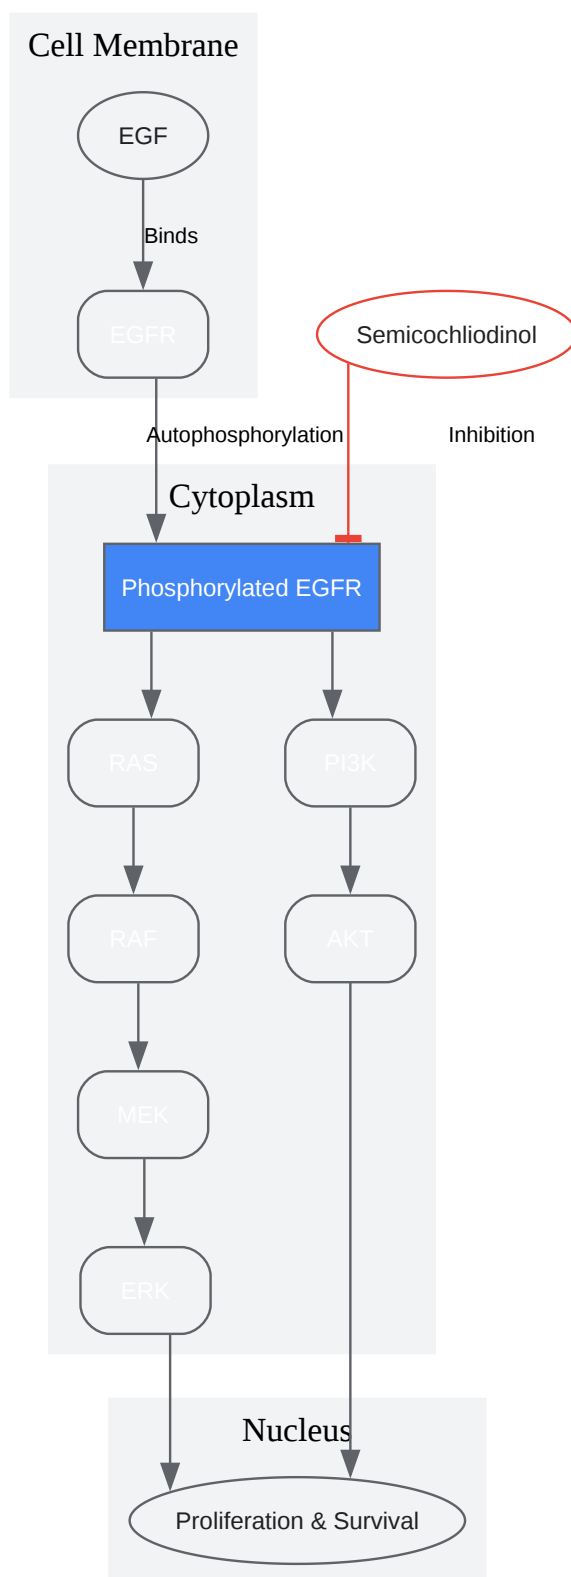 Cell Membrane
EGF
Binds
EGFR
Semicochliodinol
Autophosphorylation
Inhibition
Cytoplasm
Phosphorylated EGFR
RAS
PI3K
RAF
AKT
MEK
ERK
Nucleus
Proliferation & Survival